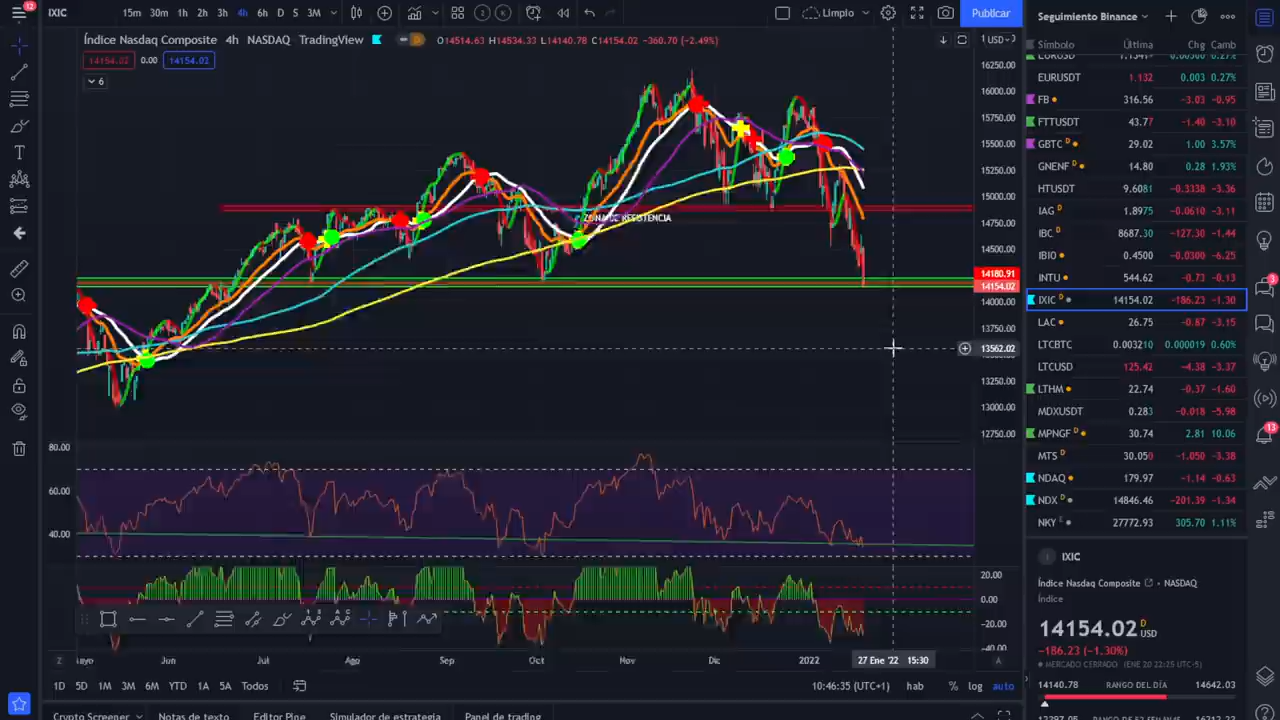 12
IXIC
15m 30m 1h 2h 3h 4h 6h D S 3M
2 K
Limplo
Publicar
Índice Nasdaq Composite 4h NASDAQ TradingView
D
O14514.63 H14534.33 L14140.78 C14154.02 -360.70 (-2.49%)
14154.02 0.00 14154.02
6
1 USD
16250.00
16000.00
15750.00
15500.00
15250.00
15000.00
14750.00
14500.00
14180.91
14154.02
14000.00
13750.00
13562.02
13250.00
13000.00
12750.00
ZONA DE RESISTENCIA
80.00
60.00
40.00
20.00
0.00
-20.00
-40.00
Jun Jul Ago Sep Oct Nov Dic 2022 27 Ene '22 15:30
Z A
1D 5D 1M 3M 6M YTD 1A 5A Todos
10:46:35 (UTC+1) hab % log auto
Crypto Screener Notas de texto Editor Pine Simulador de estrategia Panel de trading
Seguimiento Binance
Símbolo Última Chg Camb
EURUSDT 1.132 0.003 0.27%
FB 316.56 -3.03 -0.95
FTTUSDT 43.77 -1.40 -3.10
GBTC D 29.02 1.00 3.57%
GNENF D 14.80 0.28 1.93%
HTUSDT 9.6081 -0.3338 -3.36
IAG D 1.8975 -0.0610 -3.11
IBC D 8687.30 -127.30 -1.44
IBIO 0.4500 -0.0300 -6.25
INTU 544.62 -0.73 -0.13
IXIC D 14154.02 -186.23 -1.30
LAC 26.75 -0.87 -3.15
LTCBTC 0.003210 0.000019 0.60%
LTCUSD 125.42 -4.38 -3.37
LTHM 22.74 -0.37 -1.60
MDXUSDT 0.283 -0.018 -5.98
MPNGF D 30.74 2.81 10.06
MTS D 30.050 -1.050 -3.38
NDAQ 179.97 -1.14 -0.63
NDX D 14846.46 -201.39 -1.34
NKY E 27772.93 305.70 1.11%
I IXIC
Índice Nasdaq Composite • NASDAQ
Índice
14154.02 D USD
-186.23 (-1.30%)
MERCADO CERRADO (ENE 20 22:25 UTC-5)
14140.78 RANGO DEL DÍA 14642.03
3
13